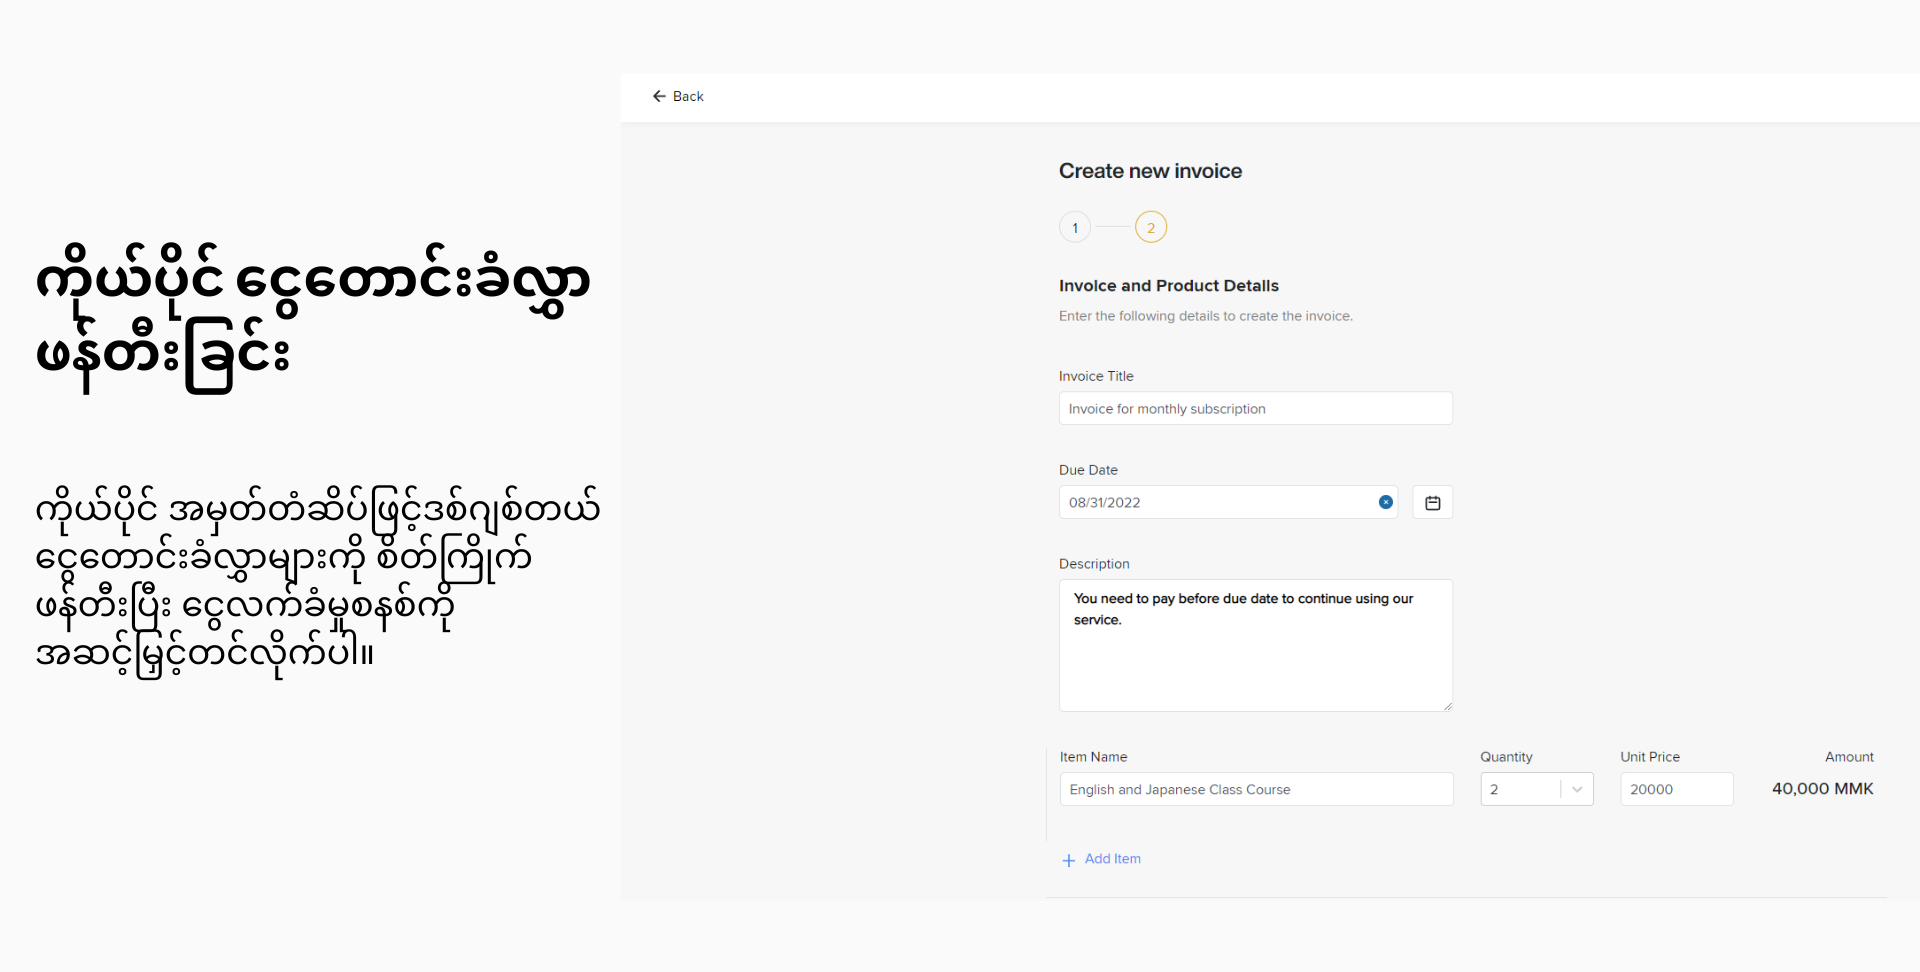 ကိုယ်ပိုင် ငွေတောင်းခံလွှာ
ဖန်တီးခြင်း
ကိုယ်ပိုင် အမှတ်တံဆိပ်ဖြင့်ဒစ်ဂျစ်တယ်
ငွေတောင်းခံလွှာများကို စိတ်ကြိုက်
ဖန်တီးပြီး ငွေလက်ခံမှုစနစ်ကို
အဆင့်မြှင့်တင်လိုက်ပါ။
Back
Create new invoice
1 2
Invoice and Product Details
Enter the following details to create the invoice.
Invoice Title
Invoice for monthly subscription
Due Date
08/31/2022
Description
You need to pay before due date to continue using our
service.
Item Name Quantity Unit Price Amount
English and Japanese Class Course 2 20000 40,000 MMK
+ Add Item